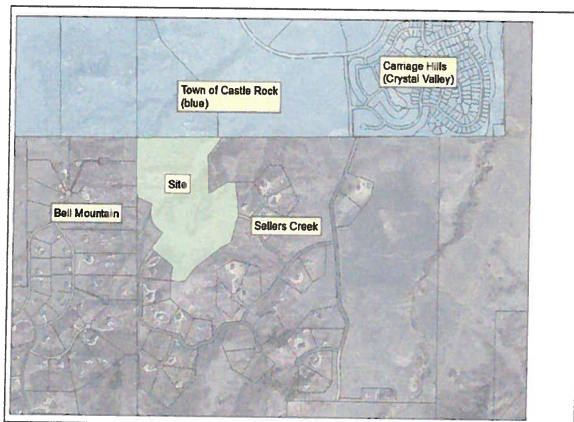 Town of Castle Rock
(blue)
Carriage Hills
(Crystal Valley)
Site
Bell Mountain
Sellers Creek